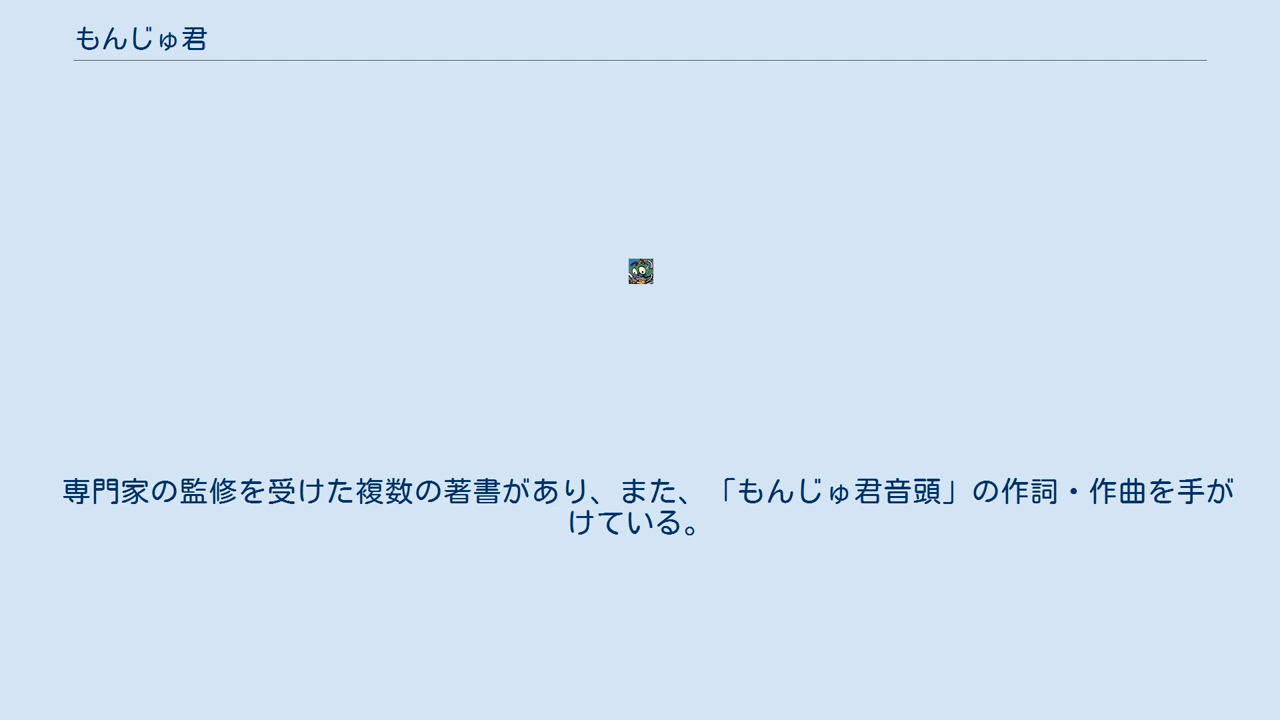 もんじゅ君
専門家の監修を受けた複数の著書があり、また、「もんじゅ君音頭」の作詞・作曲を手が
けている。